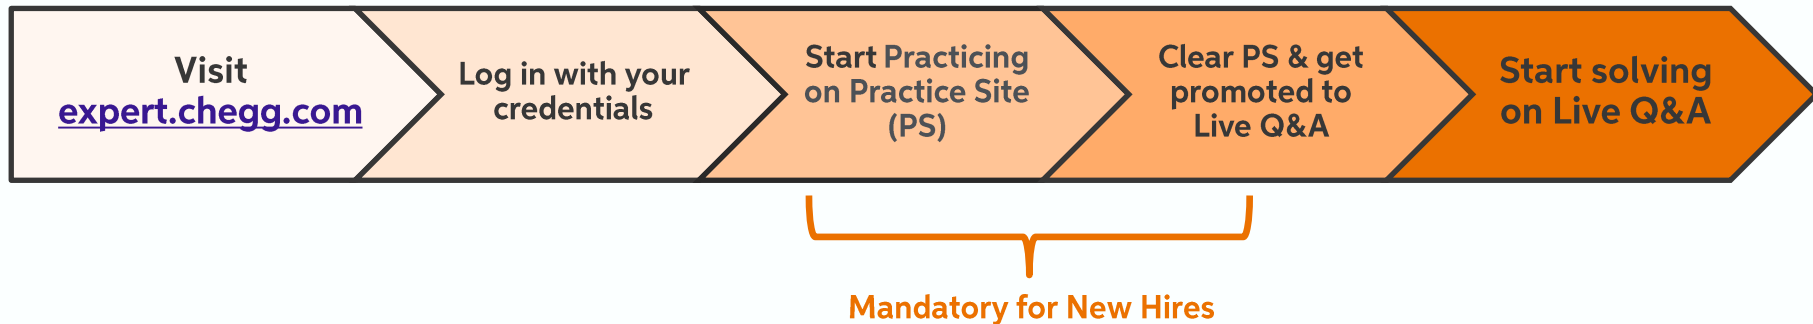 Visit
expert.chegg.com
Log in with your
credentials
Start Practicing
on Practice Site
(PS)
Clear PS & get
promoted to
Live Q&A
Start solving
on Live Q&A
Mandatory for New Hires